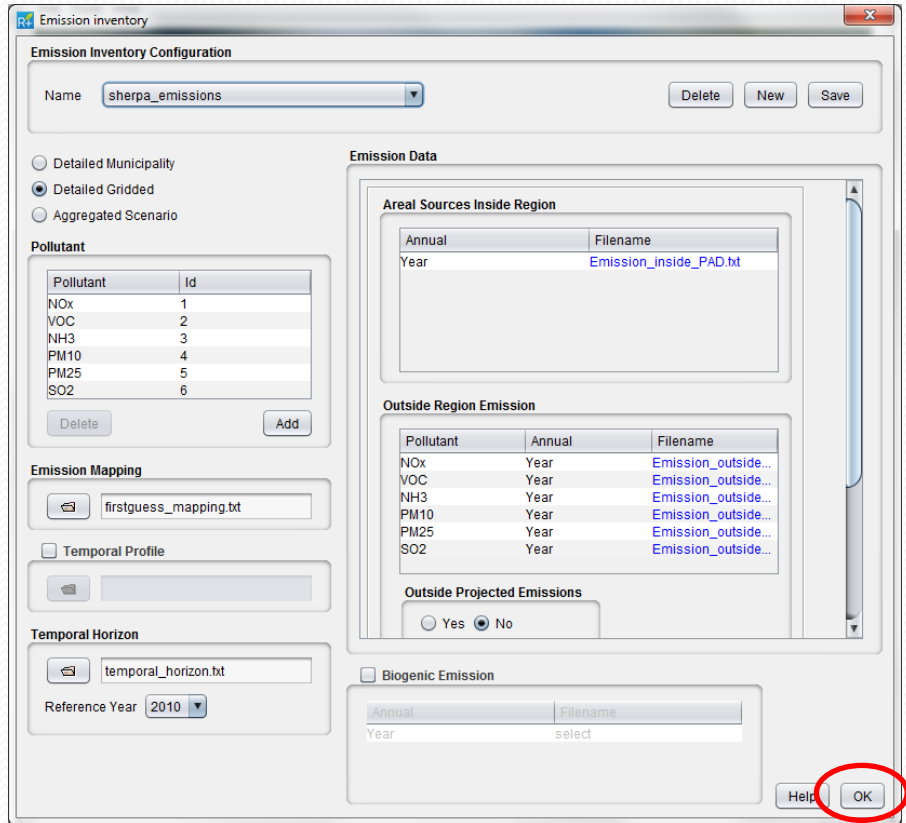 R+ Emission inventory
Emission Inventory Configuration
Name sherpa_emissions Delete New Save
Detailed Municipality
Detailed Gridded
Aggregated Scenario
Pollutant
Pollutant Id
NOx 1
VOC 2
NH3 3
PM10 4
PM25 5
SO2 6
Delete Add
Emission Mapping
firstguess_mapping.txt
Temporal Profile
Temporal Horizon
temporal_horizon.txt
Reference Year 2010
Emission Data
Areal Sources Inside Region
Annual Filename
Year Emission_inside_PAD.txt
Outside Region Emission
Pollutant Annual Filename
NOx Year Emission_outside...
VOC Year Emission_outside...
NH3 Year Emission_outside...
PM10 Year Emission_outside...
PM25 Year Emission_outside...
SO2 Year Emission_outside...
Outside Projected Emissions
Yes No
Biogenic Emission
Annual Filename
Year select
Help OK